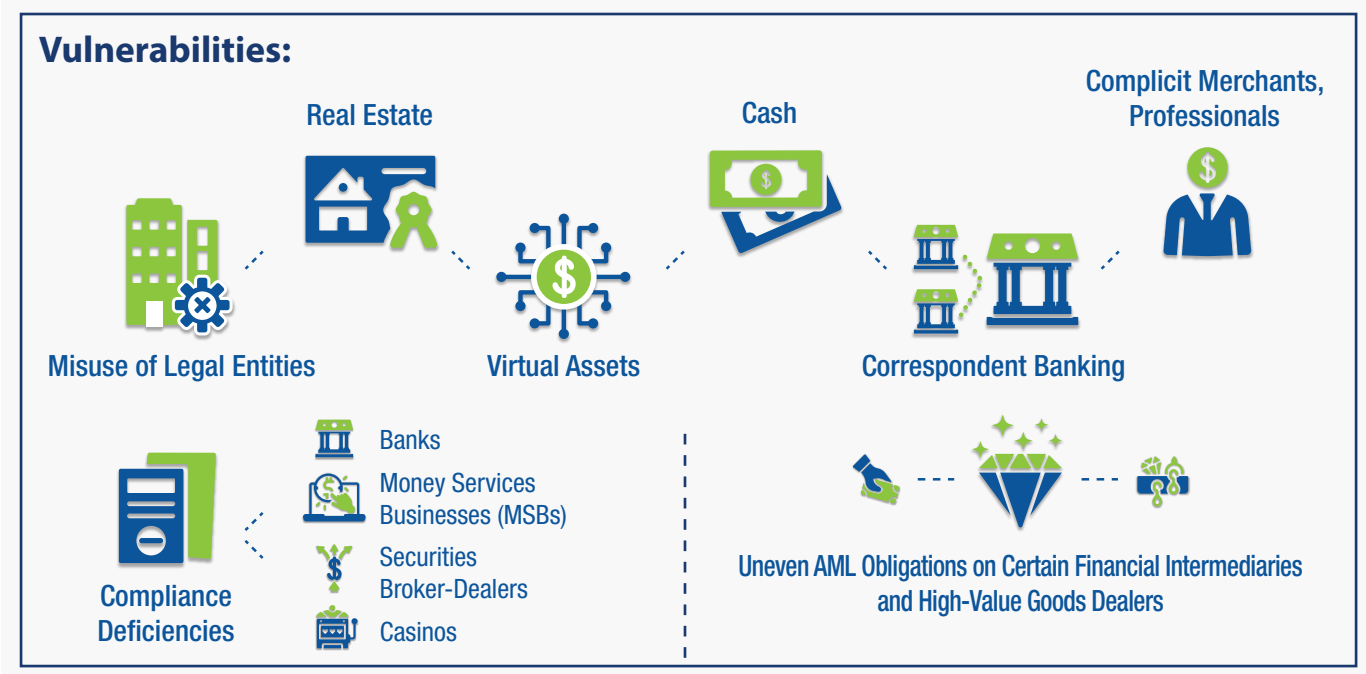 Vulnerabilities:
Real Estate
Cash
Complicit Merchants,
Professionals
Misuse of Legal Entities
Virtual Assets
Correspondent Banking
Compliance
Deficiencies
Banks
Money Services
Businesses (MSBs)
Securities
Broker-Dealers
Casinos
Uneven AML Obligations on Certain Financial Intermediaries
and High-Value Goods Dealers